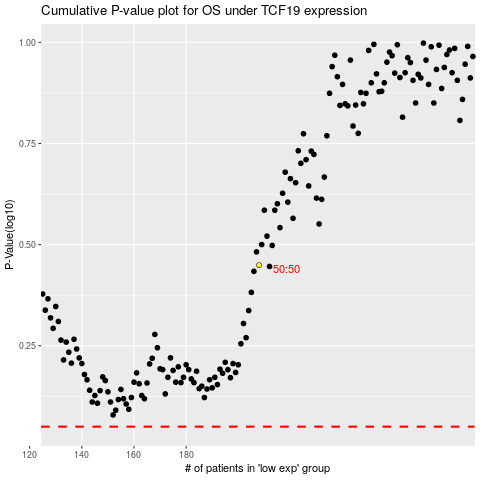 Cumulative P-value plot for OS under TCF19 expression
P-Value(log10)
1.00
0.75
0.50
0.25
50:50
120 140 160 180
# of patients in 'low exp' group